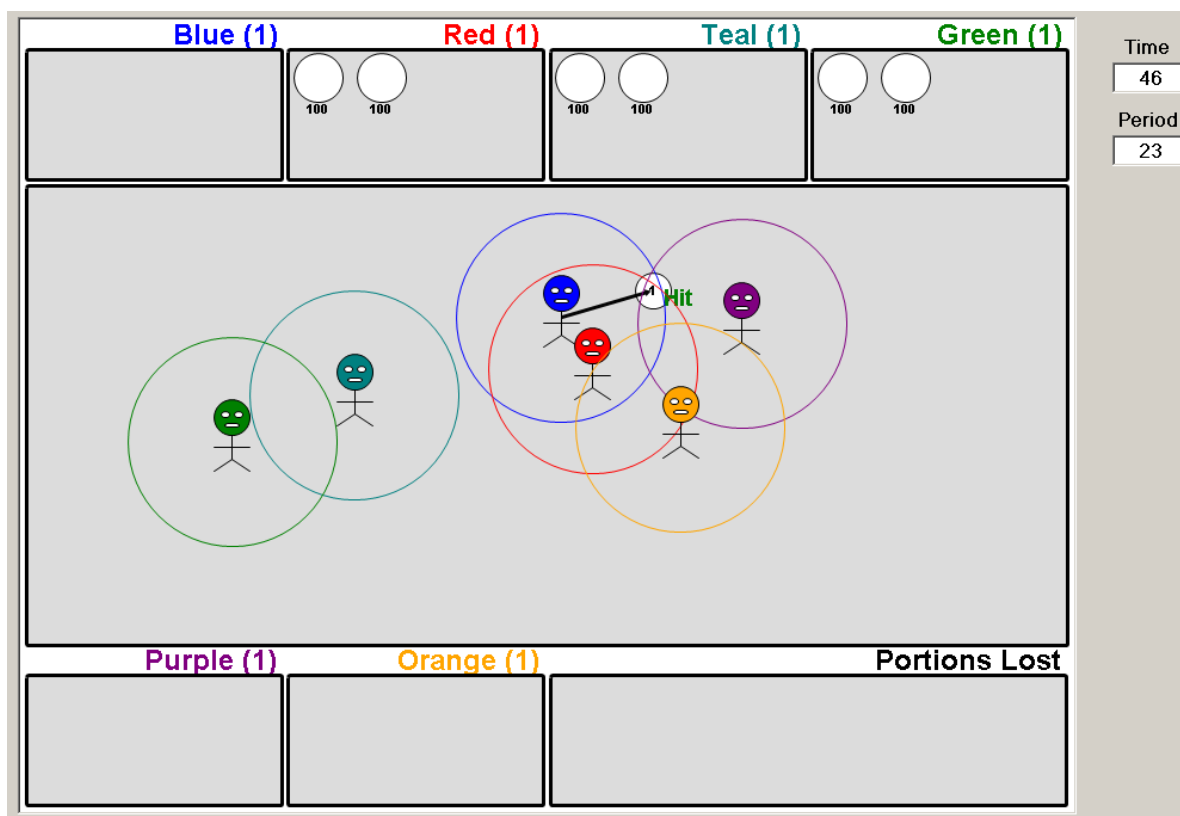 Blue (1)
Red (1)
Teal (1)
Green (1)
Time
46
Period
23
100
100
100
100
100
100
Hit
Purple (1)
Orange (1)
Portions Lost